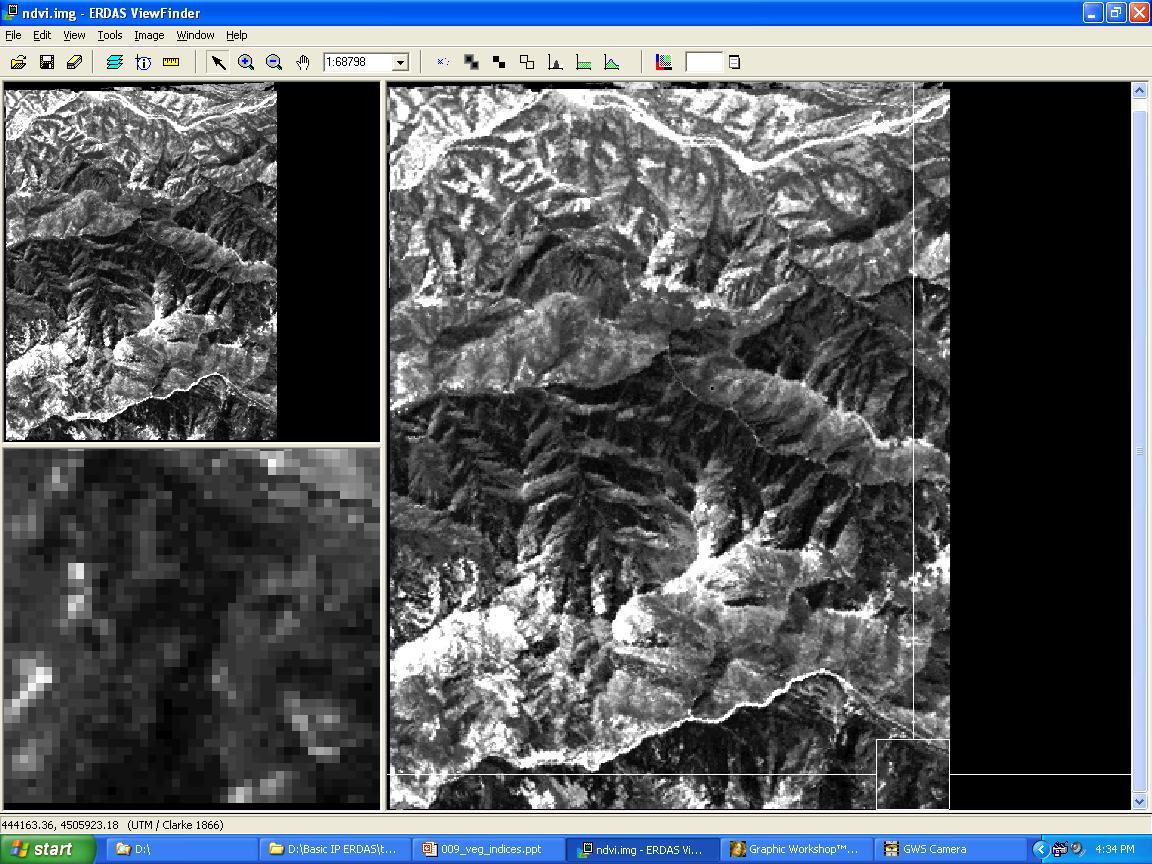 ndvi.img - ERDAS ViewFinder
File Edit View Tools Image Window Help
1:68798
444163.36, 4505923.18 (UTM / Clarke 1866)
start D:\ D:\Basic IP ERDAS\t... 009_veg_indices.ppt ndvi.img - ERDAS Vi... Graphic Workshop™... GWS Camera 4:34 PM